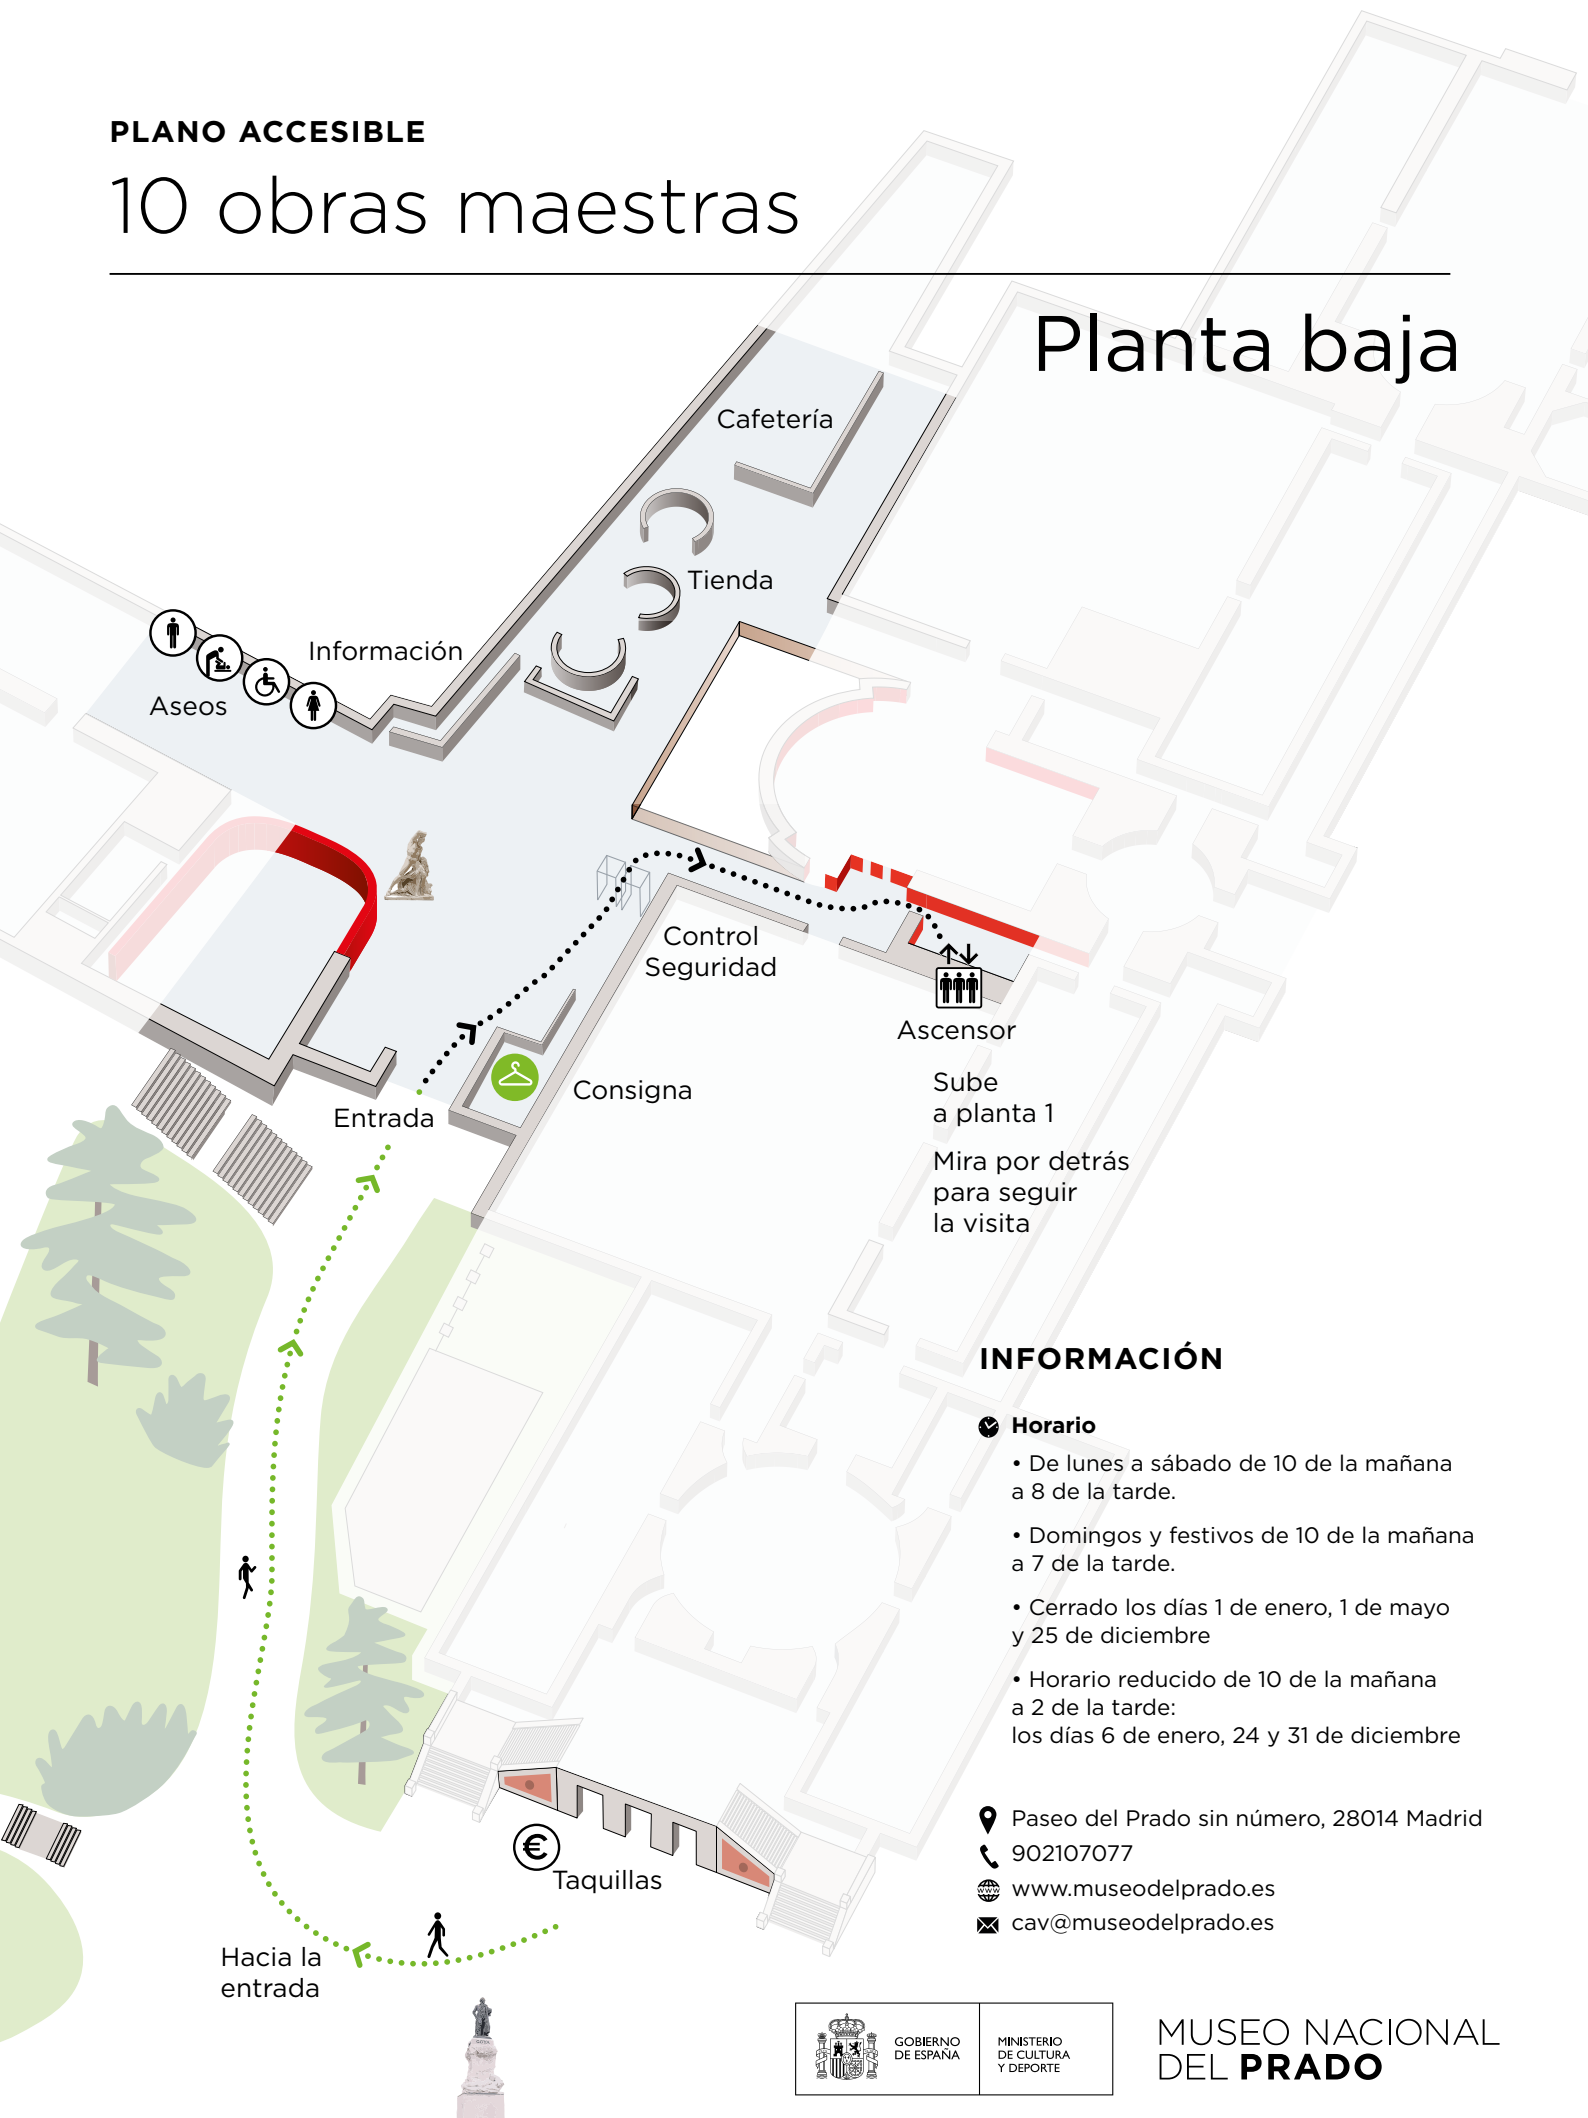 PLANO ACCESIBLE
10 obras maestras
Planta baja
Cafetería
Tienda
Información
Aseos
Control
Seguridad
Ascensor
Sube
a planta 1
Mira por detrás
para seguir
la visita
Consigna
Entrada
INFORMACIÓN
Horario
• De lunes a sábado de 10 de la mañana
a 8 de la tarde.
• Domingos y festivos de 10 de la mañana
a 7 de la tarde.
• Cerrado los días 1 de enero, 1 de mayo
y 25 de diciembre
• Horario reducido de 10 de la mañana
a 2 de la tarde:
los días 6 de enero, 24 y 31 de diciembre
Paseo del Prado sin número, 28014 Madrid
902107077
www.museodelprado.es
cav@museodelprado.es
€
Taquillas
Hacia la
entrada
GOBIERNO
DE ESPAÑA
MINISTERIO
DE CULTURA
Y DEPORTE
MUSEO NACIONAL
DEL PRADO